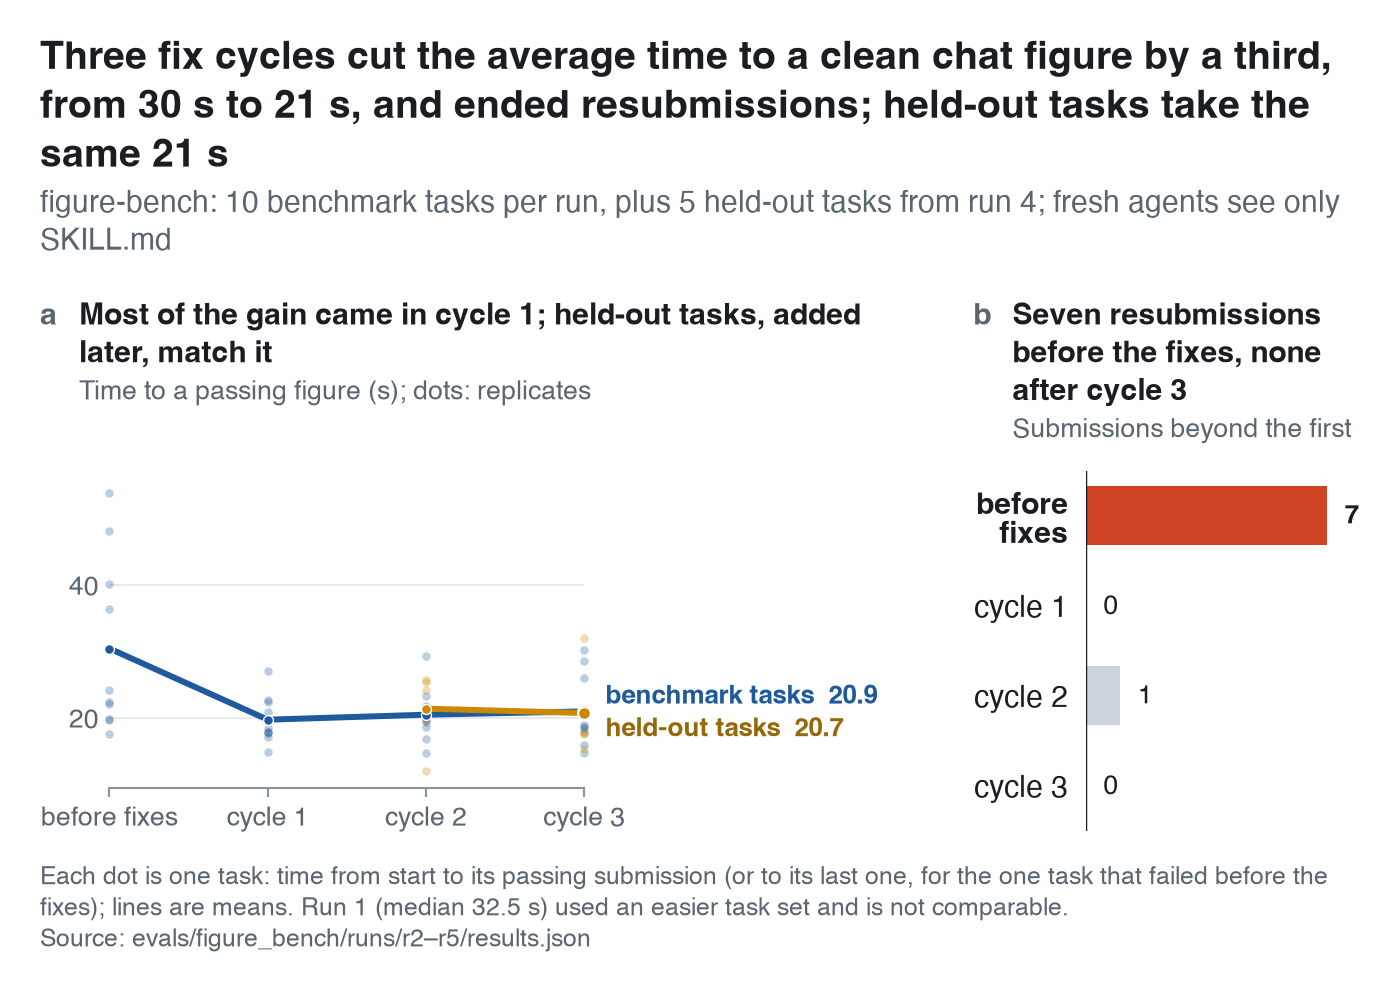 Three fix cycles cut the average time to a clean chat figure by a third,
from 30 s to 21 s, and ended resubmissions; held-out tasks take the
same 21 s
figure-bench: 10 benchmark tasks per run, plus 5 held-out tasks from run 4; fresh agents see only
SKILL.md
a Most of the gain came in cycle 1; held-out tasks, added
later, match it
Time to a passing figure (s); dots: replicates
40
20
benchmark tasks 20.9
held-out tasks 20.7
before fixes cycle 1 cycle 2 cycle 3
b Seven resubmissions
before the fixes, none
after cycle 3
Submissions beyond the first
before
fixes 7
cycle 1 0
cycle 2 1
cycle 3 0
Each dot is one task: time from start to its passing submission (or to its last one, for the one task that failed before the
fixes); lines are means. Run 1 (median 32.5 s) used an easier task set and is not comparable.
Source: evals/figure_bench/runs/r2–r5/results.json